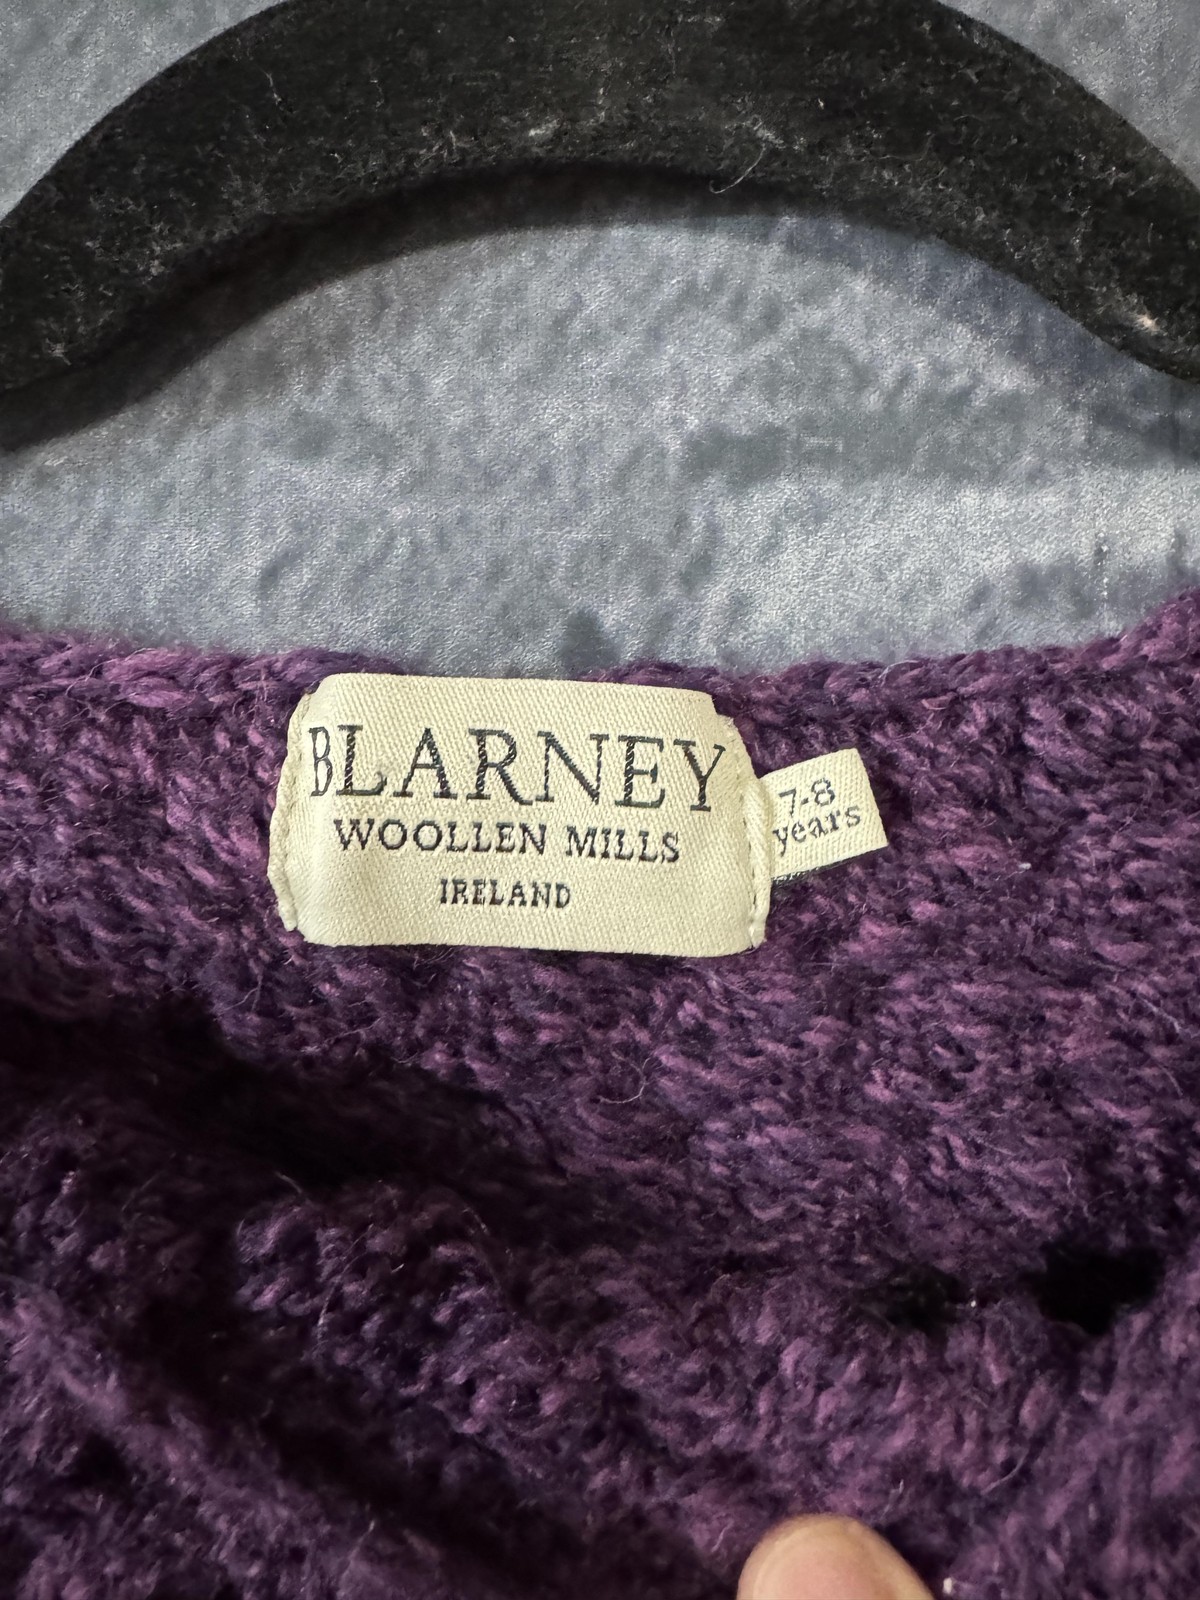 BLARNEY
WOOLLEN MILLS
IRELAND
7-8
years